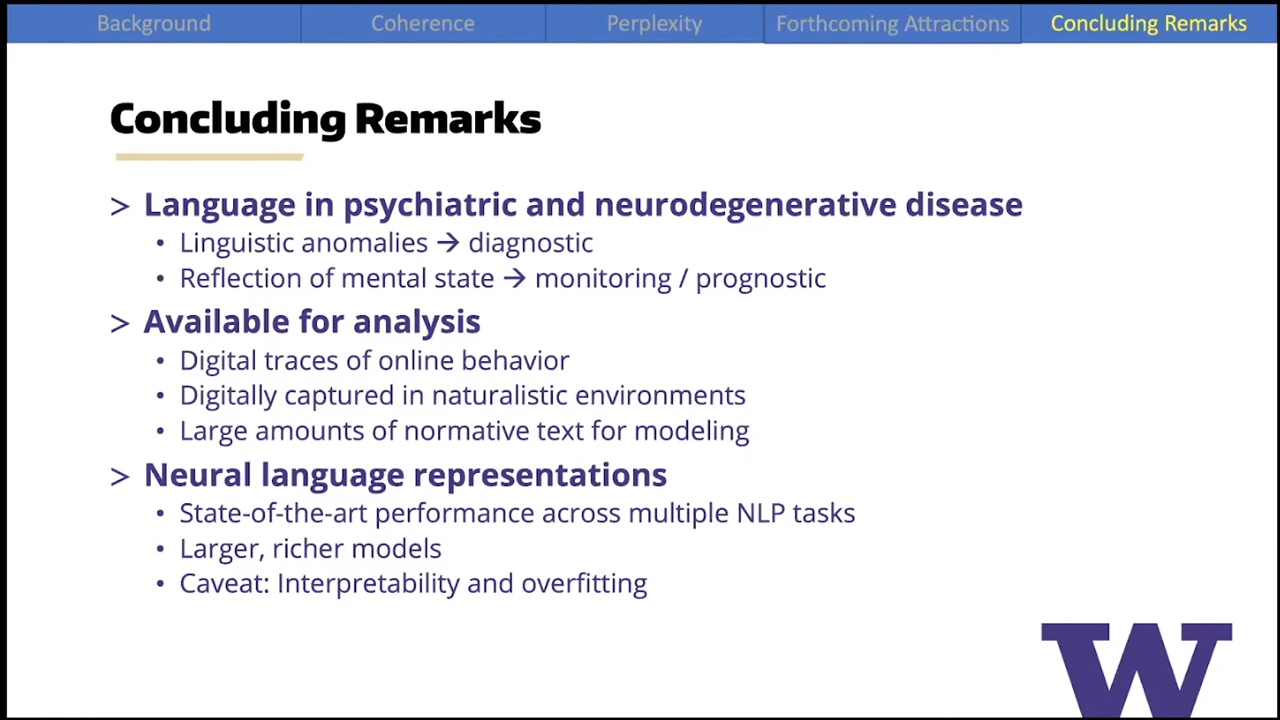 Background Coherence Perplexity Forthcoming Attractions Concluding Remarks
Concluding Remarks
> Language in psychiatric and neurodegenerative disease
• Linguistic anomalies → diagnostic
• Reflection of mental state → monitoring / prognostic
> Available for analysis
• Digital traces of online behavior
• Digitally captured in naturalistic environments
• Large amounts of normative text for modeling
> Neural language representations
• State-of-the-art performance across multiple NLP tasks
• Larger, richer models
• Caveat: Interpretability and overfitting
W